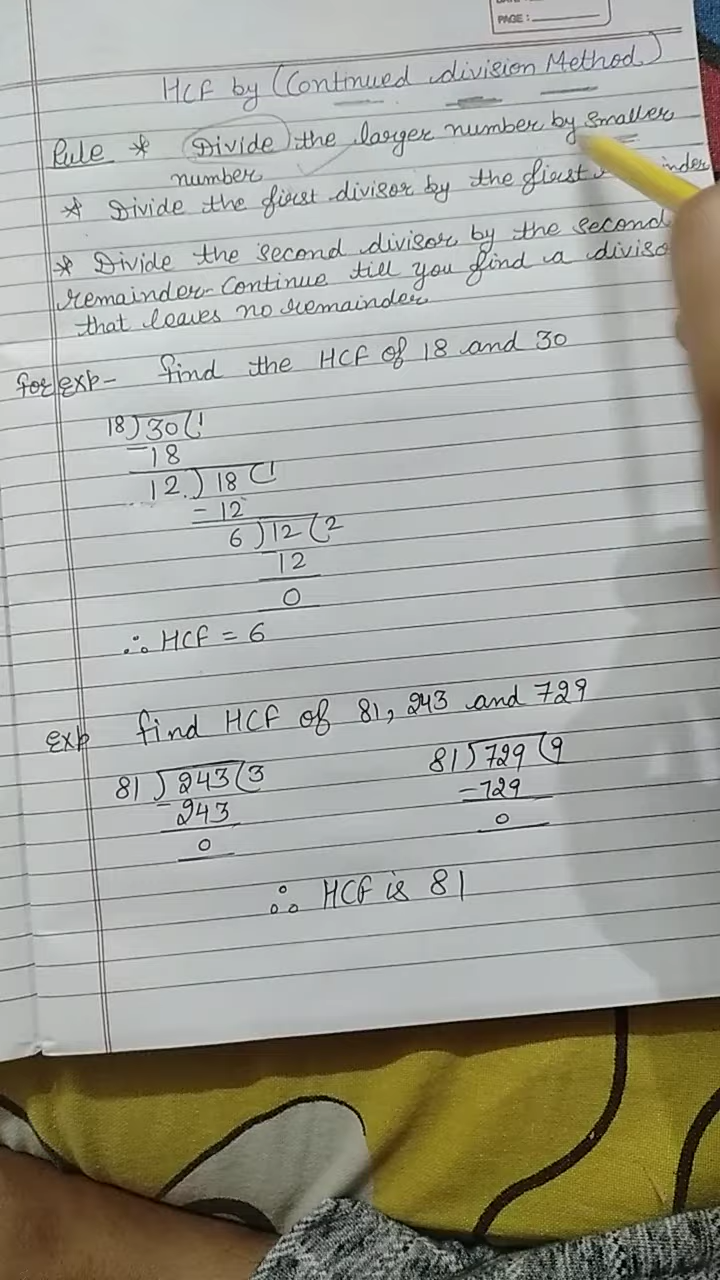 PAGE:
HCF by (Continued division Method)
Rule * Divide the larger number by smaller
number
* Divide the first divisor by the first
* Divide the second divisor by the second
remainder. Continue till you find a
that leaves no remainder
for exp- find the HCF of 18 and 30
18) 30 (1
-18
12) 18 (1
- 12
6) 12 (2
12
0
∴ HCF = 6
exp find HCF of 81, 243 and 729
81) 243 (3 81) 729 (9
- 243 -729
0 0
∴ HCF is 81